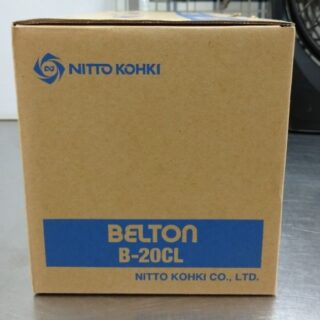 NITTO KOHKI
BELTON
B-20CL
NITTO KOHKI CO., LTD.